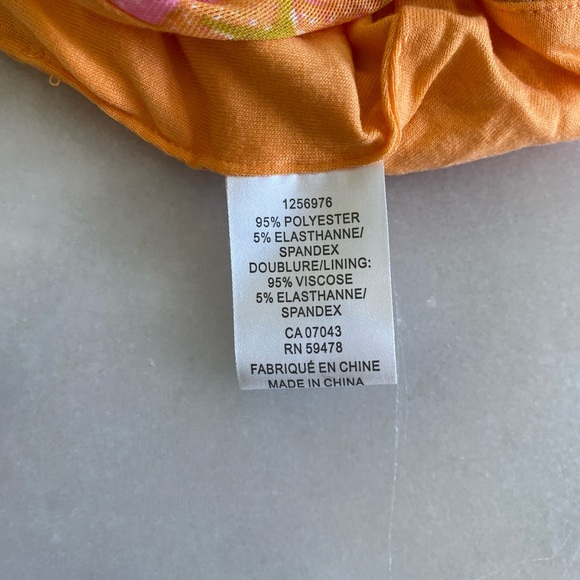 1256976
95% POLYESTER
5% ELASTHANNE/
SPANDEX
DOUBLURE/LINING:
95% VISCOSE
5% ELASTHANNE/
SPANDEX
CA 07043
RN 59478
FABRIQUÉ EN CHINE
MADE IN CHINA